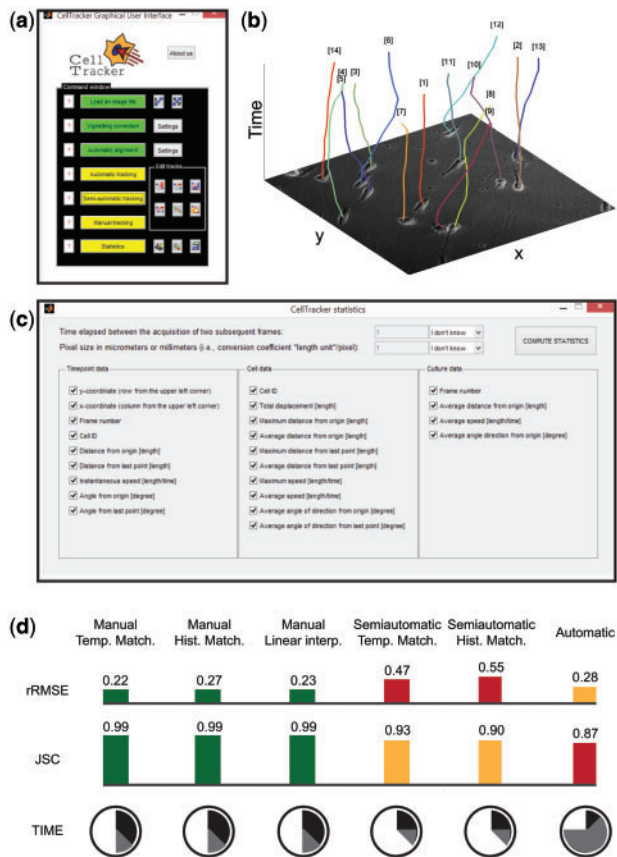 (a)
CellTracker Graphical User Interface
Cell
Tracker
About us
Command window
? Load an image file
? Vignetting correction Settings
? Automatic alignment Settings
Edit tracks
? Automatic tracking
? Semi-automatic tracking
? Manual tracking
? Statistics
(b)
[14] [4] [5] [3] [6] [7] [1] [11] [12] [10] [8] [9] [2] [13]
Time
y
x
(c)
CellTracker statistics
Time elapsed between the acquisition of two subsequent frames: 1 I don't know
Pixel size in micrometers or millimeters (i.e., conversion coefficient "length unit"/pixel): 1 I don't know
COMPUTE STATISTICS
Timepoint data
y-coordinate (row from the upper left corner)
x-coordinate (column from the upper left corner)
Frame number
Cell ID
Distance from origin [length]
Distance from last point [length]
Instantaneous speed [length/time]
Angle from origin [degree]
Angle from last point [degree]
Cell data
Cell ID
Total displacement [length]
Maximum distance from origin [length]
Average distance from origin [length]
Maximum distance from last point [length]
Average distance from last point [length]
Maximum speed [length/time]
Average speed [length/time]
Average angle of direction from origin [degree]
Average angle of direction from last point [degree]
Culture data
Frame number
Average distance from origin [length]
Average speed [length/time]
Average angle direction from origin [degree]
(d)
Manual Temp. Match.
Manual Hist. Match.
Manual Linear interp.
Semiautomatic Temp. Match.
Semiautomatic Hist. Match.
Automatic
rRMSE 0.22 0.27 0.23 0.47 0.55 0.28
JSC 0.99 0.99 0.99 0.93 0.90 0.87
TIME